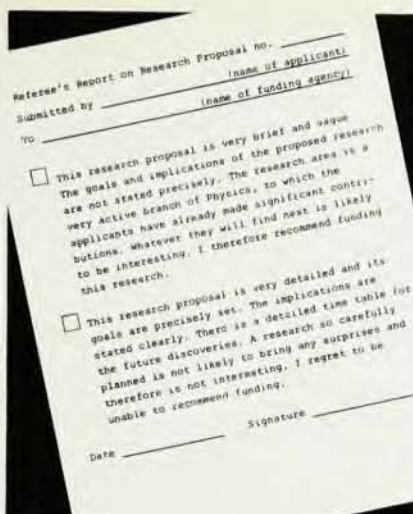 Referee's Report on Research Proposal no. ________
Submitted by ________ (name of applicant)
To ________ (name of funding agency)
This research proposal is very brief and vague
The goals and implications of the proposed research
are not stated precisely. The research area is a
very active branch of Physics, to which the
applicants have already made significant contri-
butions. Whatever they will find next is likely
to be interesting. I therefore recommend funding
this research.
This research proposal is very detailed and its
goals are precisely set. The implications are
stated clearly. There is a detailed time table for
the future discoveries. A research so carefully
planned is not likely to bring any surprises and
therefore is not interesting. I regret to be
unable to recommend funding.
Date ________ Signature ________